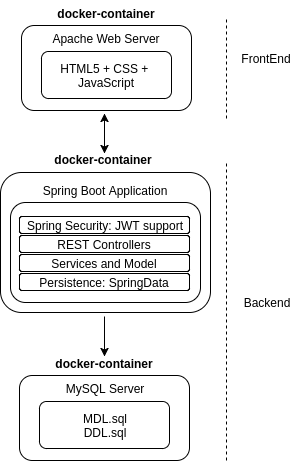 docker-container
Apache Web Server
HTML5 + CSS +
JavaScript
FrontEnd
docker-container
Spring Boot Application
Spring Security: JWT support
REST Controllers
Services and Model
Persistence: SpringData
Backend
docker-container
MySQL Server
MDL.sql
DDL.sql